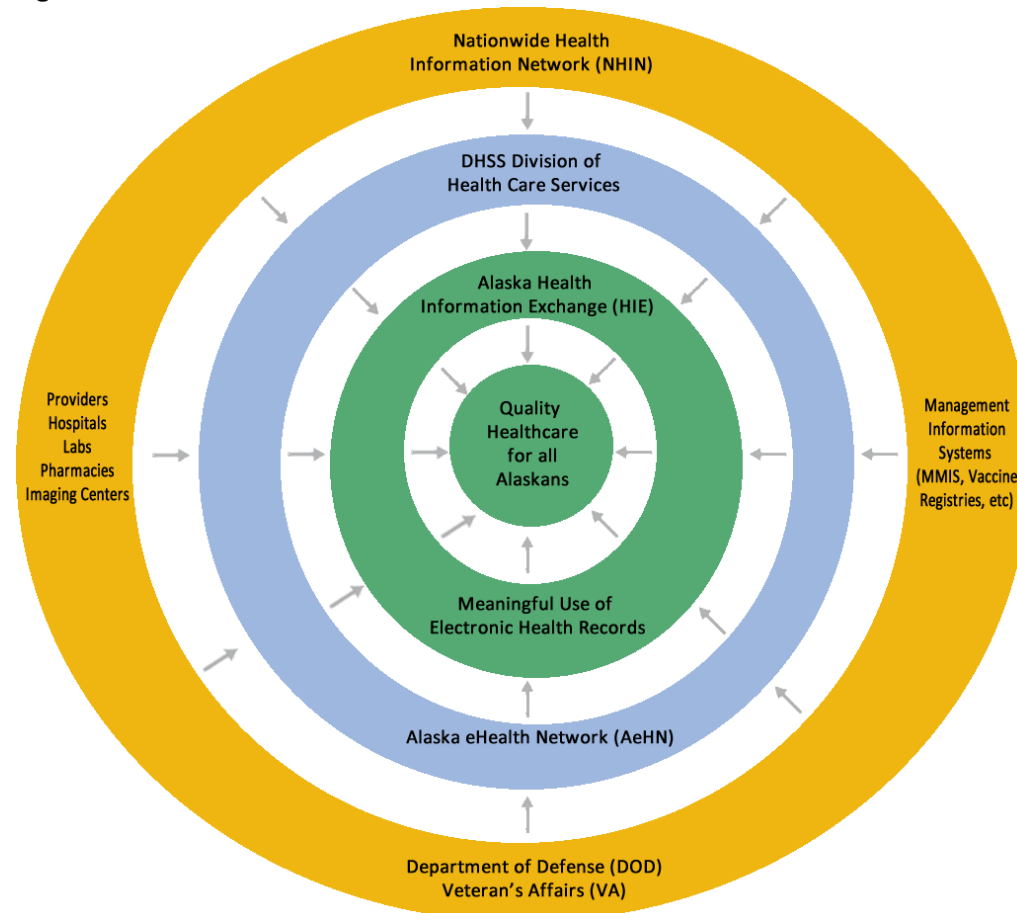 Nationwide Health
Information Network (NHIN)
DHSS Division of
Health Care Services
Alaska Health
Information Exchange (HIE)
Providers
Hospitals
Labs
Pharmacies
Imaging Centers
Quality
Healthcare
for all
Alaskans
Management
Information
Systems
(MMIS, Vaccine
Registries, etc)
Meaningful Use of
Electronic Health Records
Alaska eHealth Network (AeHN)
Department of Defense (DOD)
Veteran's Affairs (VA)